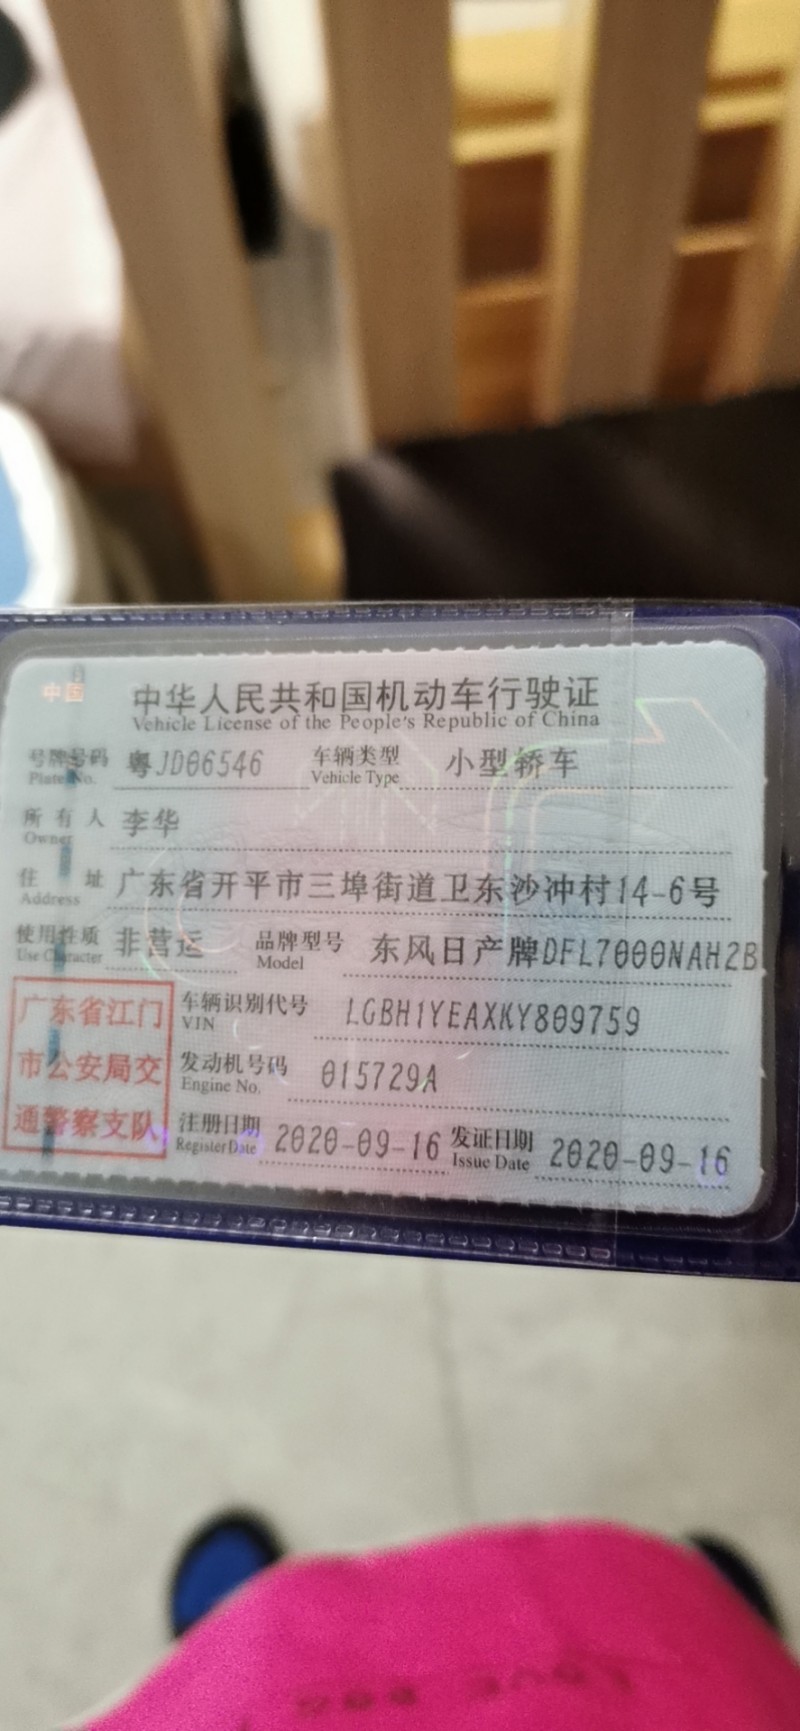 中国
中华人民共和国机动车行驶证
Vehicle License of the People's Republic of China
号牌号码 粤JD06546 车辆类型 小型轿车
Plate No. Vehicle Type
所有人 李华
Owner
住址 广东省开平市三埠街道卫东沙冲村14-6号
Address
使用性质 非营运 品牌型号 东风日产牌DFL7000NAH2B
Use Character Model
广东省江门
市公安局交
通警察支队
车辆识别代号 LGBH1YEAXKY809759
VIN
发动机号码 015729A
Engine No.
注册日期 2020-09-16 发证日期 2020-09-16
Register Date Issue Date